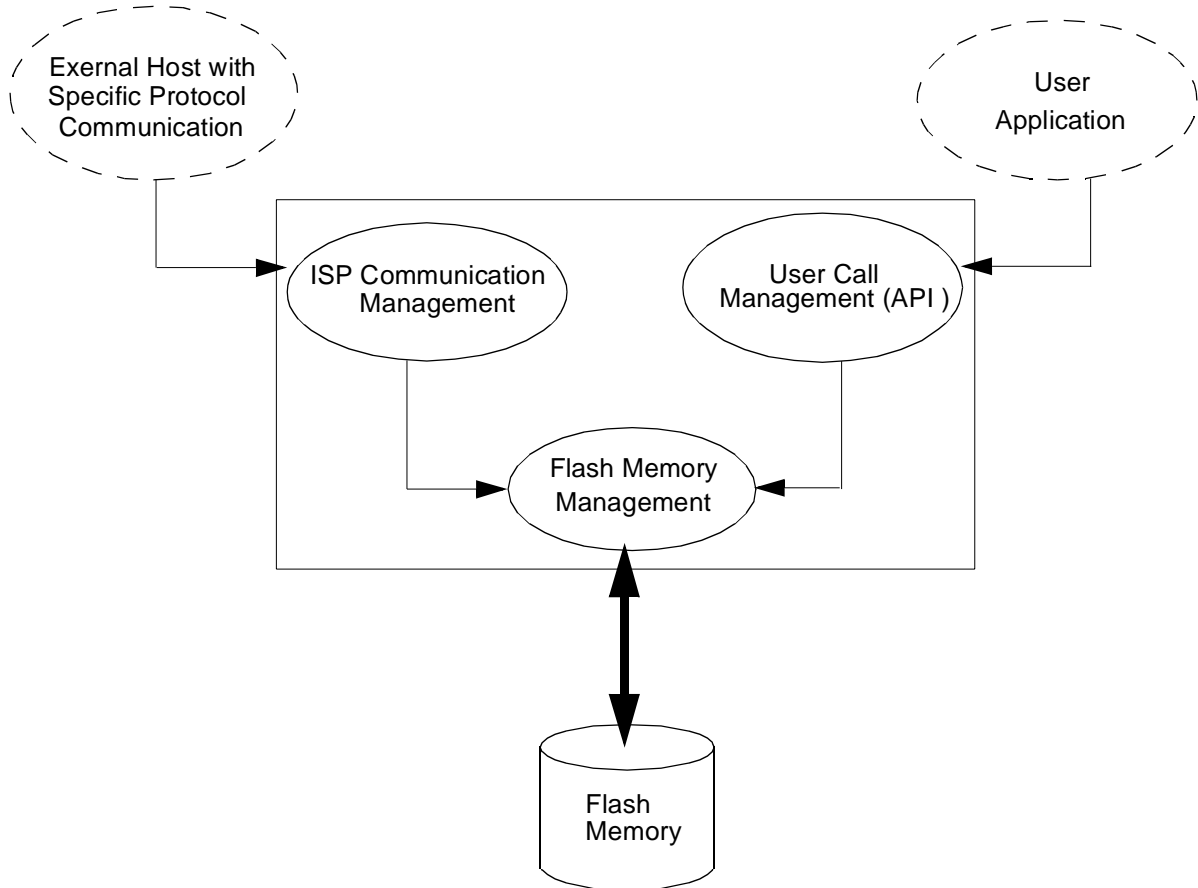 Exernal Host with
Specific Protocol
Communication
User
Application
ISP Communication
Management
User Call
Management (API )
Flash Memory
Management
Flash
Memory